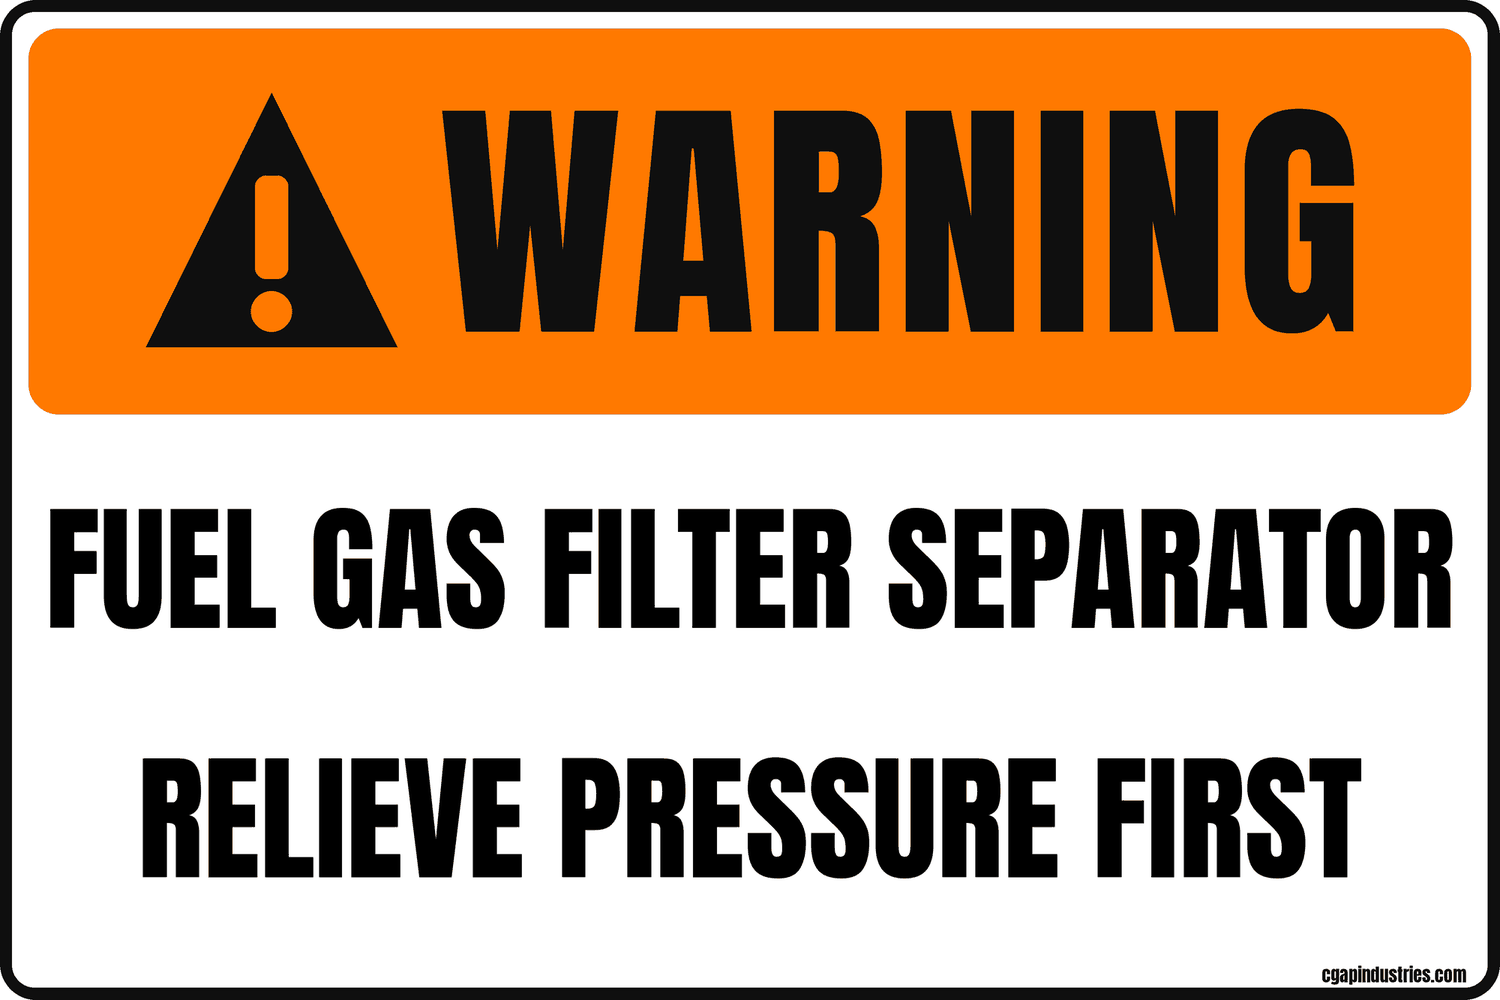 WARNING
FUEL GAS FILTER SEPARATOR
RELIEVE PRESSURE FIRST
cgapindustries.com